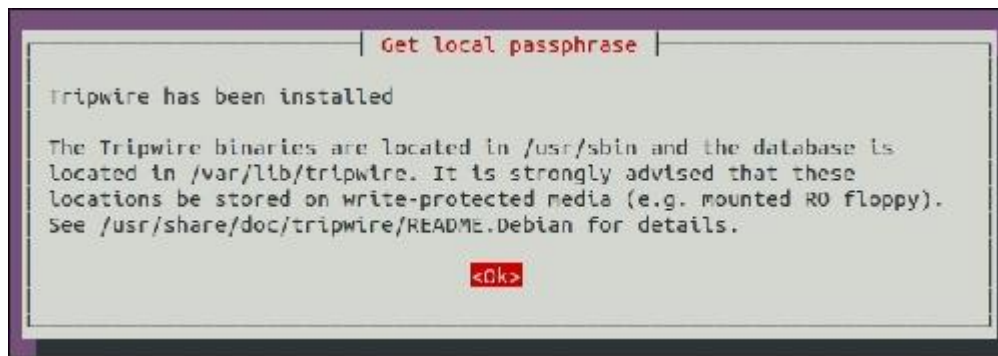 Get local passphrase
Tripwire has been installed
The Tripwire binaries are located in /usr/sbin and the database is
located in /var/lib/tripwire. It is strongly advised that these
locations be stored on write-protected media (e.g. mounted RO floppy).
See /usr/share/doc/tripwire/README.Debian for details.
<Ok>